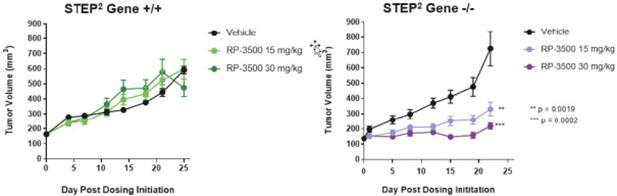 STEP² Gene +/+
Tumor Volume (mm³)
900
800
700
600
500
400
300
200
100
0
0 5 10 15 20 25
Day Post Dosing Initiation
Vehicle
RP-3500 15 mg/kg
RP-3500 30 mg/kg
STEP² Gene -/-
Tumor Volume (mm³)
900
800
700
600
500
400
300
200
100
0
0 5 10 15 20 25
Day Post Dosing Initiation
Vehicle
RP-3500 15 mg/kg
RP-3500 30 mg/kg
**
***
** p = 0.0019
*** p = 0.0002